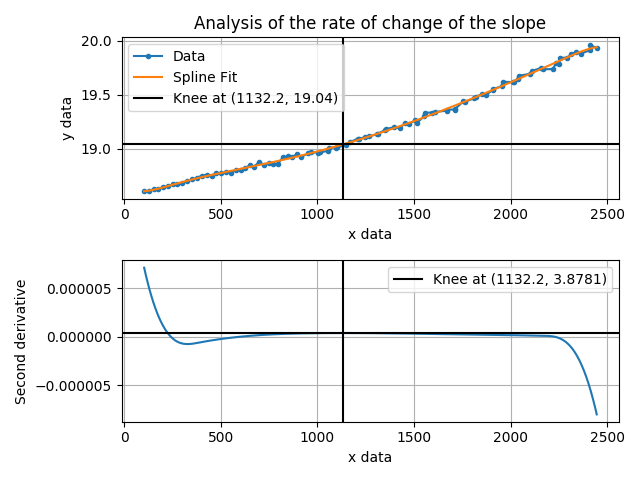 Analysis of the rate of change of the slope
20.0
19.5
19.0
y data
Data
Spline Fit
Knee at (1132.2, 19.04)
0 500 1000 1500 2000 2500
x data
0.000005
0.000000
−0.000005
Second derivative
Knee at (1132.2, 3.8781)
0 500 1000 1500 2000 2500
x data